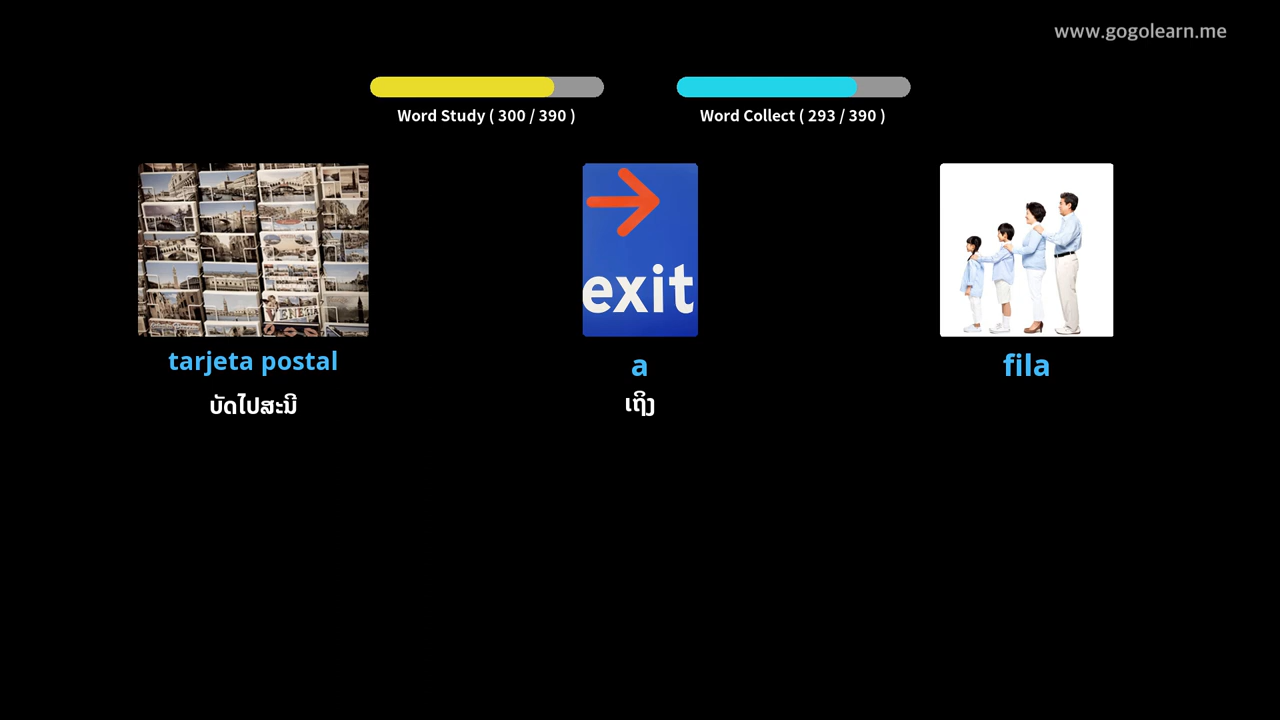 www.gogolearn.me
Word Study ( 300 / 390 )
Word Collect ( 293 / 390 )
exit
tarjeta postal
a
fila
ບັດໄປສະນີ
ເຖິງ